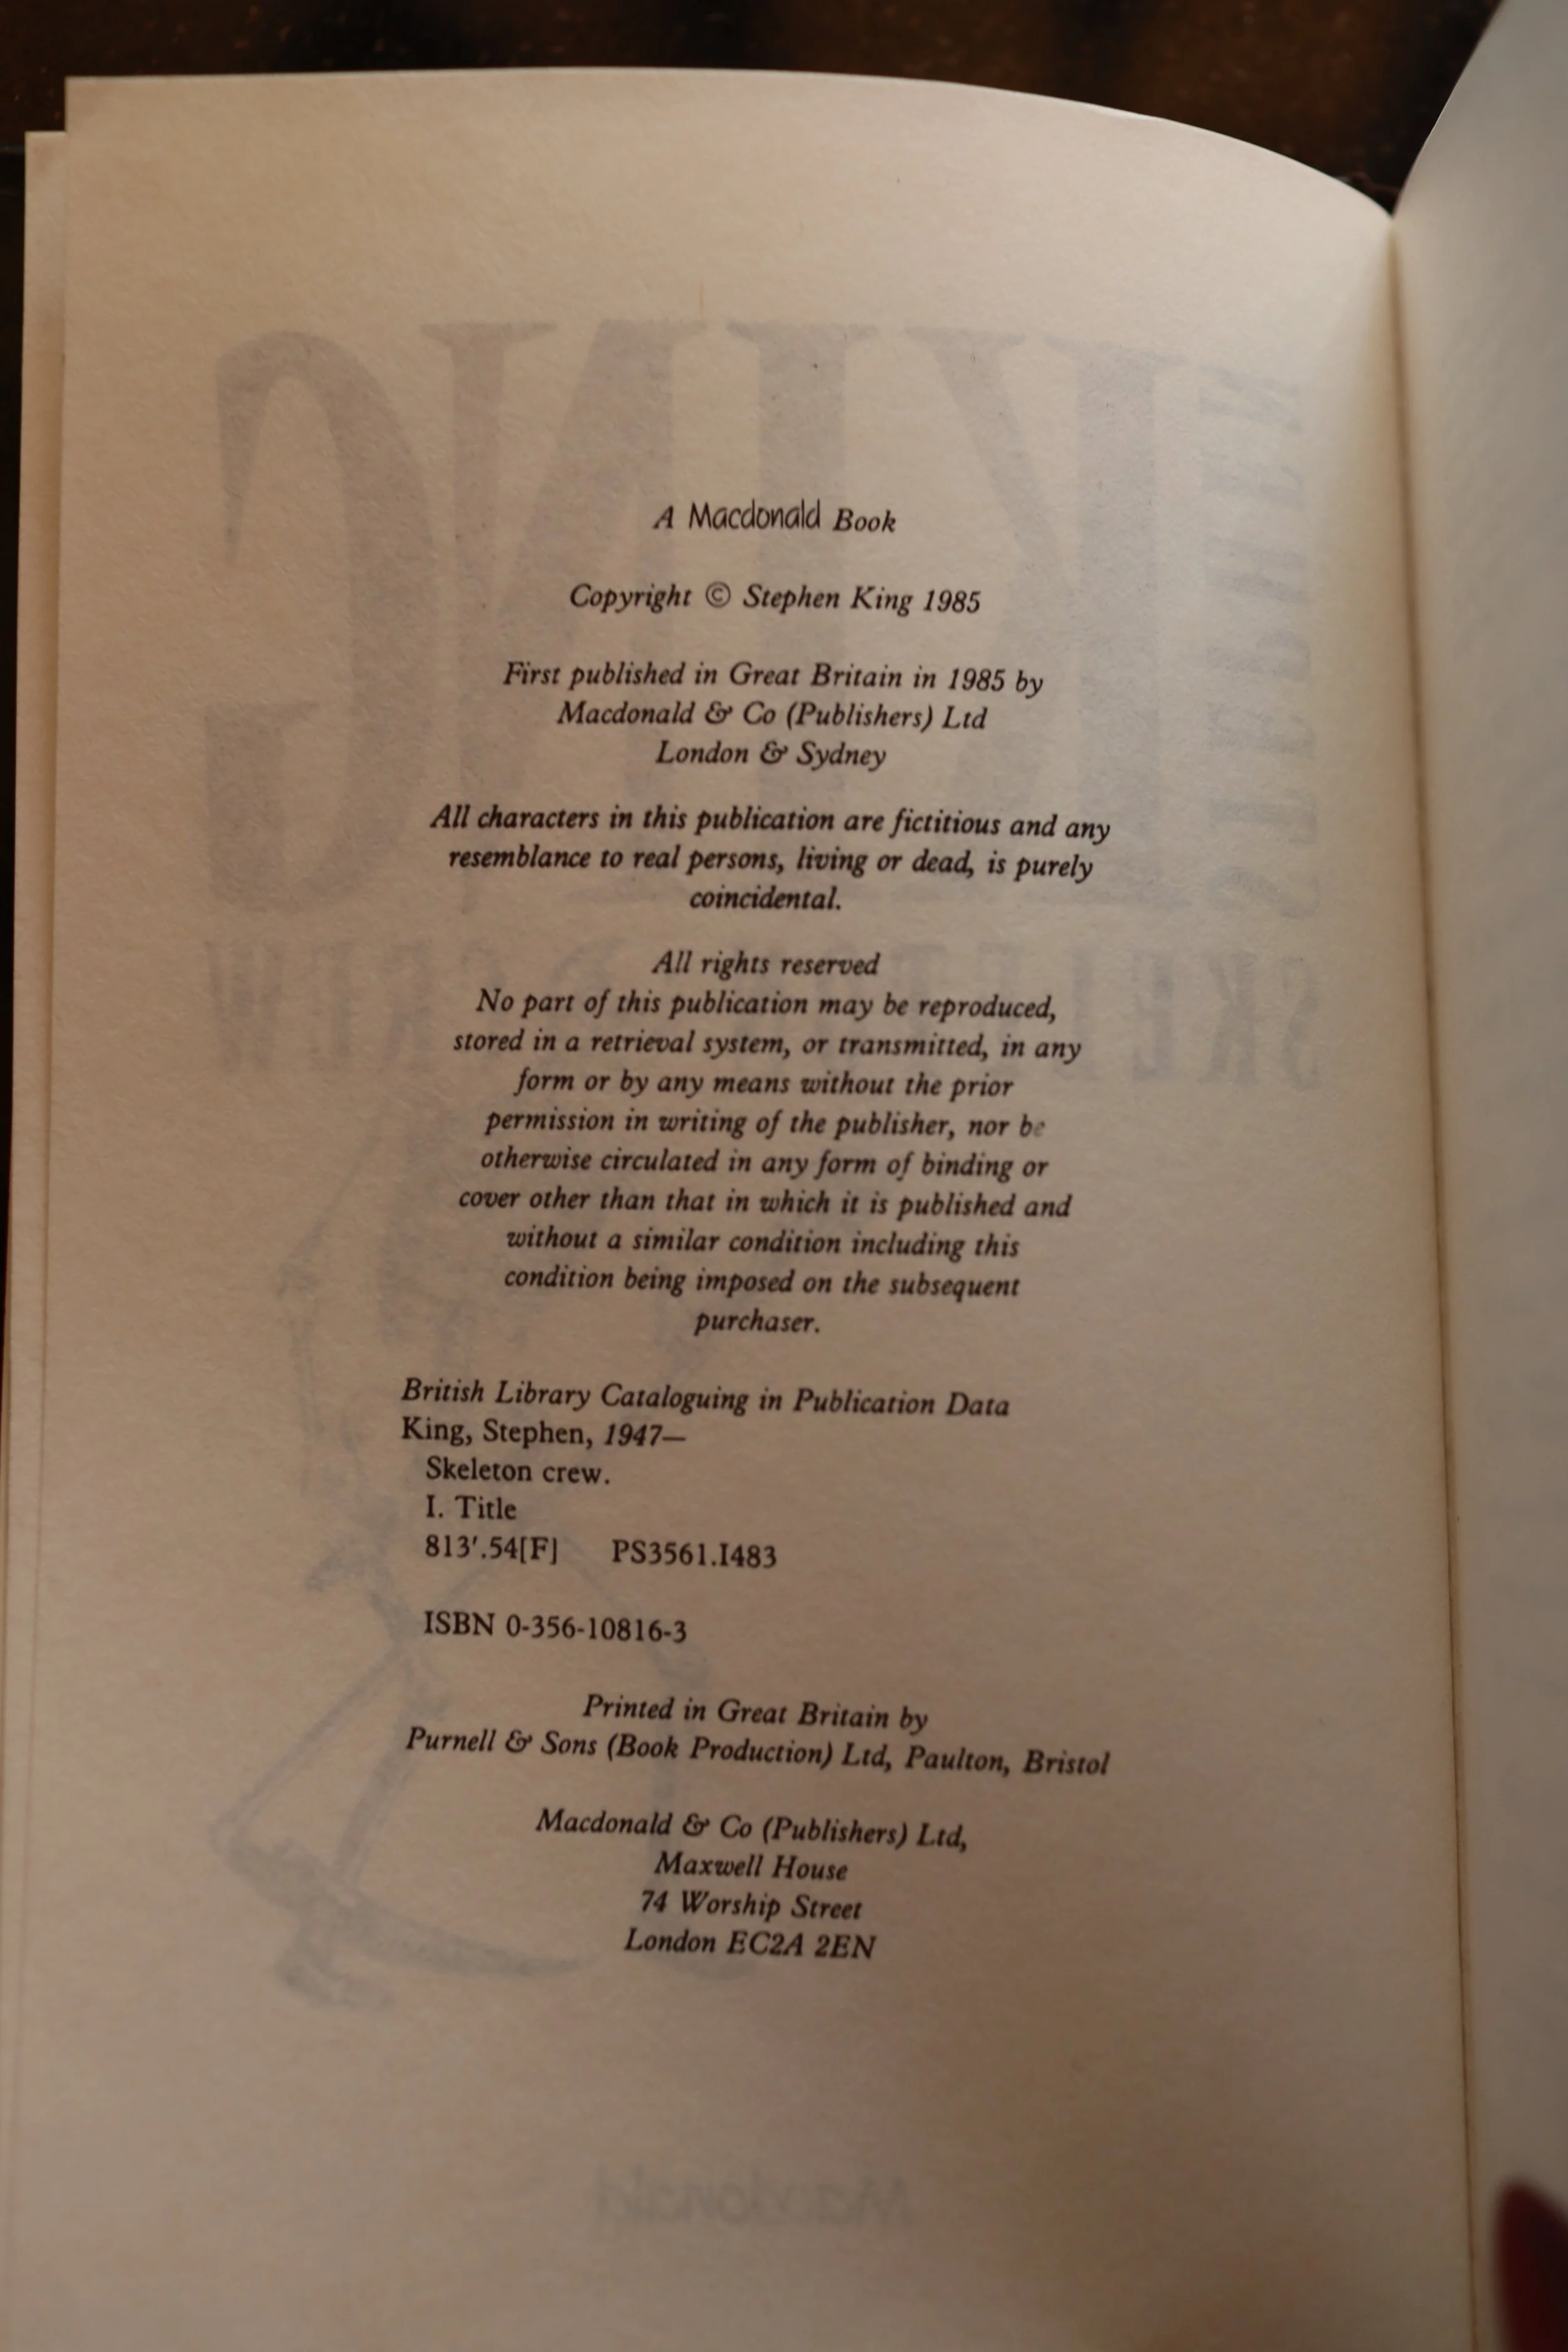 A Macdonald Book
Copyright © Stephen King 1985
First published in Great Britain in 1985 by
Macdonald & Co (Publishers) Ltd
London & Sydney
All characters in this publication are fictitious and any
resemblance to real persons, living or dead, is purely
coincidental.
All rights reserved
No part of this publication may be reproduced,
stored in a retrieval system, or transmitted, in any
form or by any means without the prior
permission in writing of the publisher, nor be
otherwise circulated in any form of binding or
cover other than that in which it is published and
without a similar condition including this
condition being imposed on the subsequent
purchaser.
British Library Cataloguing in Publication Data
King, Stephen, 1947—
Skeleton crew.
I. Title
813'.54[F] PS3561.I483
ISBN 0-356-10816-3
Printed in Great Britain by
Purnell & Sons (Book Production) Ltd, Paulton, Bristol
Macdonald & Co (Publishers) Ltd,
Maxwell House
74 Worship Street
London EC2A 2EN